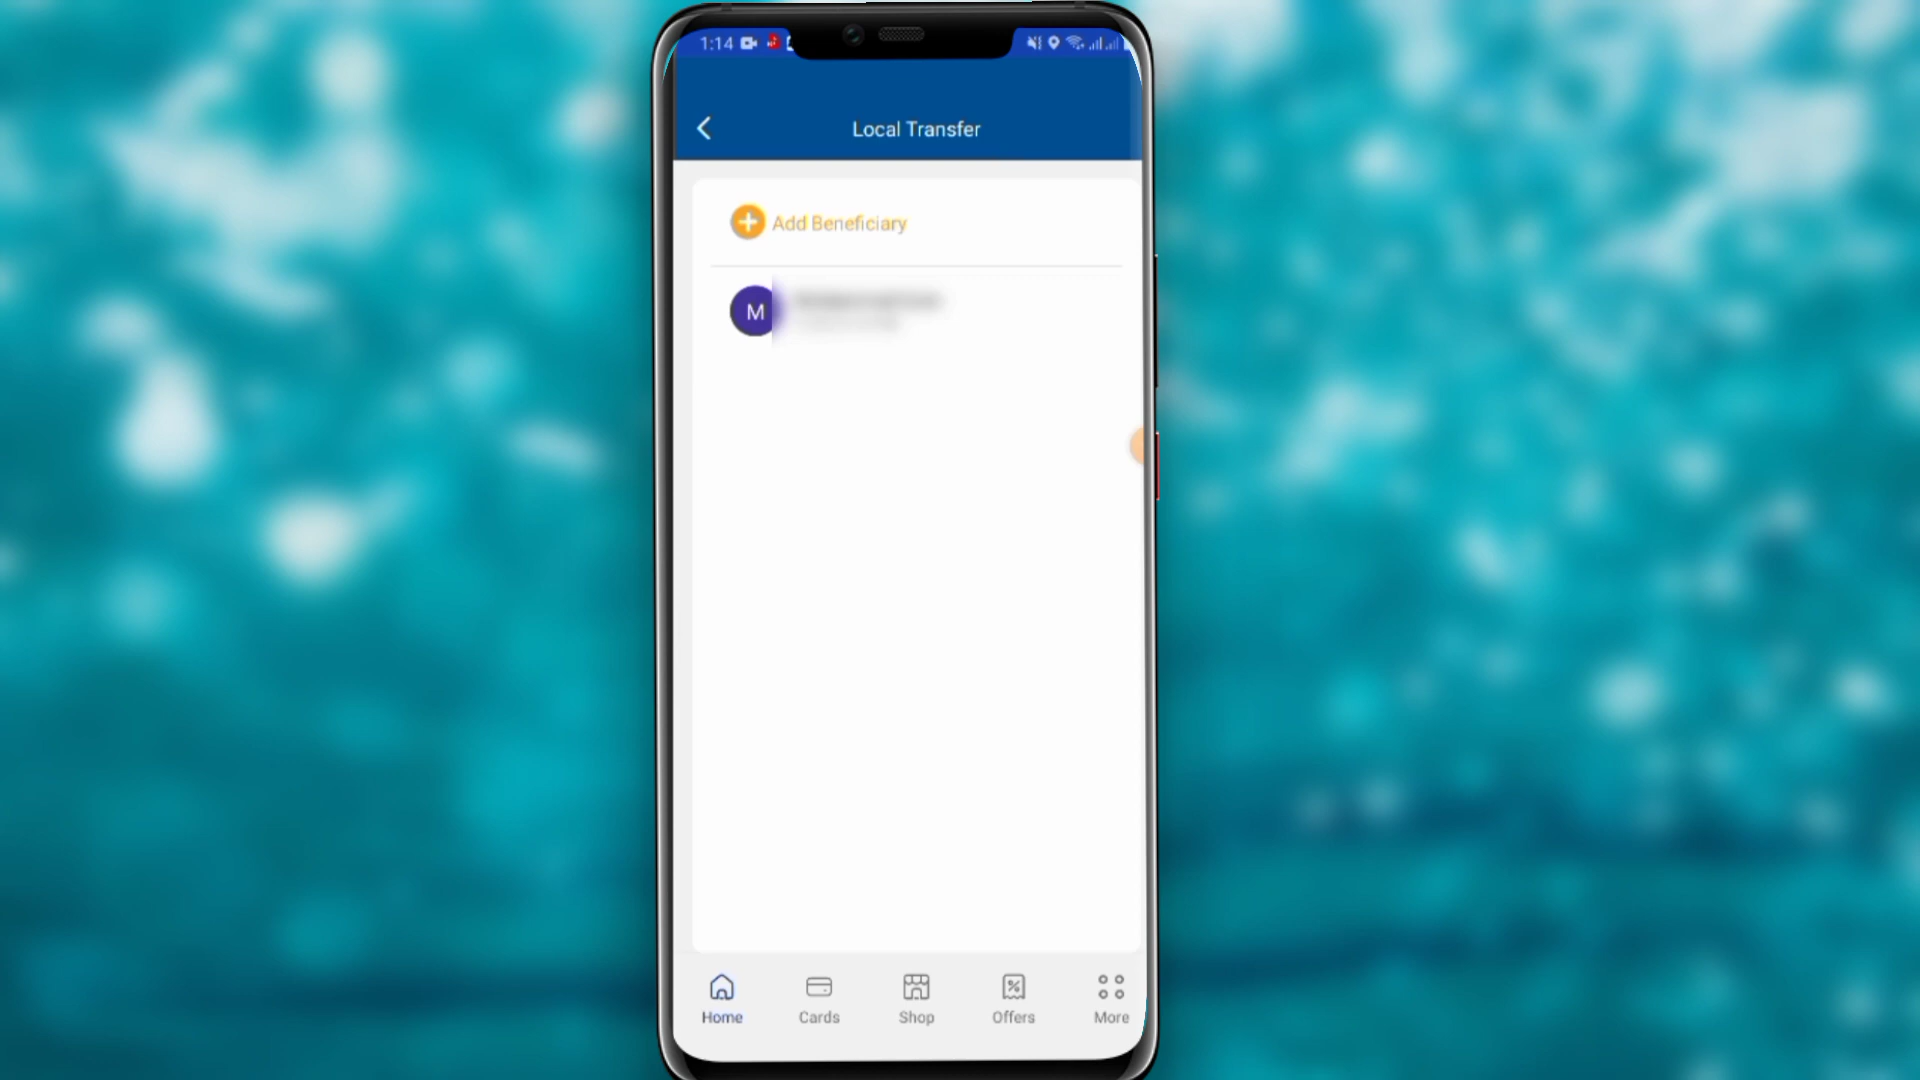 1:14
Local Transfer
Add Beneficiary
M
Home
Cards
Shop
Offers
More